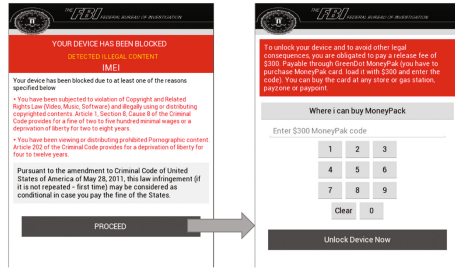 THE FBI FEDERAL BUREAU OF INVESTIGATION
YOUR DEVICE HAS BEEN BLOCKED
DETECTED ILLEGAL CONTENT
IMEI
Your device has been blocked due to at least one of the reasons
specified below
• You have been subjected to violation of Copyright and Related
Rights Law (Video, Music, Software) and illegally using or distributing
copyrighted contents. Article 1, Section 8, Cause 8 of the Criminal
Code provides for a fine of two to five hundred minimal wages or a
deprivation of liberty for two to eight years.
• You have been viewing or distributing prohibited Pornographic content.
Article 202 of the Criminal Code provides for a deprivation of liberty for
four to twelve years.
Pursuant to the amendment to Criminal Code of United
States of America of May 28, 2011, this law infringement (if
it is not repeated - first time) may be considered as
conditional in case you pay the fine of the States.
PROCEED
THE FBI FEDERAL BUREAU OF INVESTIGATION
To unlock your device and to avoid other legal
consequences, you are obligated to pay a release fee of
$300. Payable through GreenDot MoneyPak (you have to
purchase MoneyPak card, load it with $300 and enter the
code). You can buy the card at any store or gas station,
payzone or paypoint.
Where i can buy MoneyPack
Enter $300 MoneyPak code
1 2 3
4 5 6
7 8 9
Clear 0
Unlock Device Now